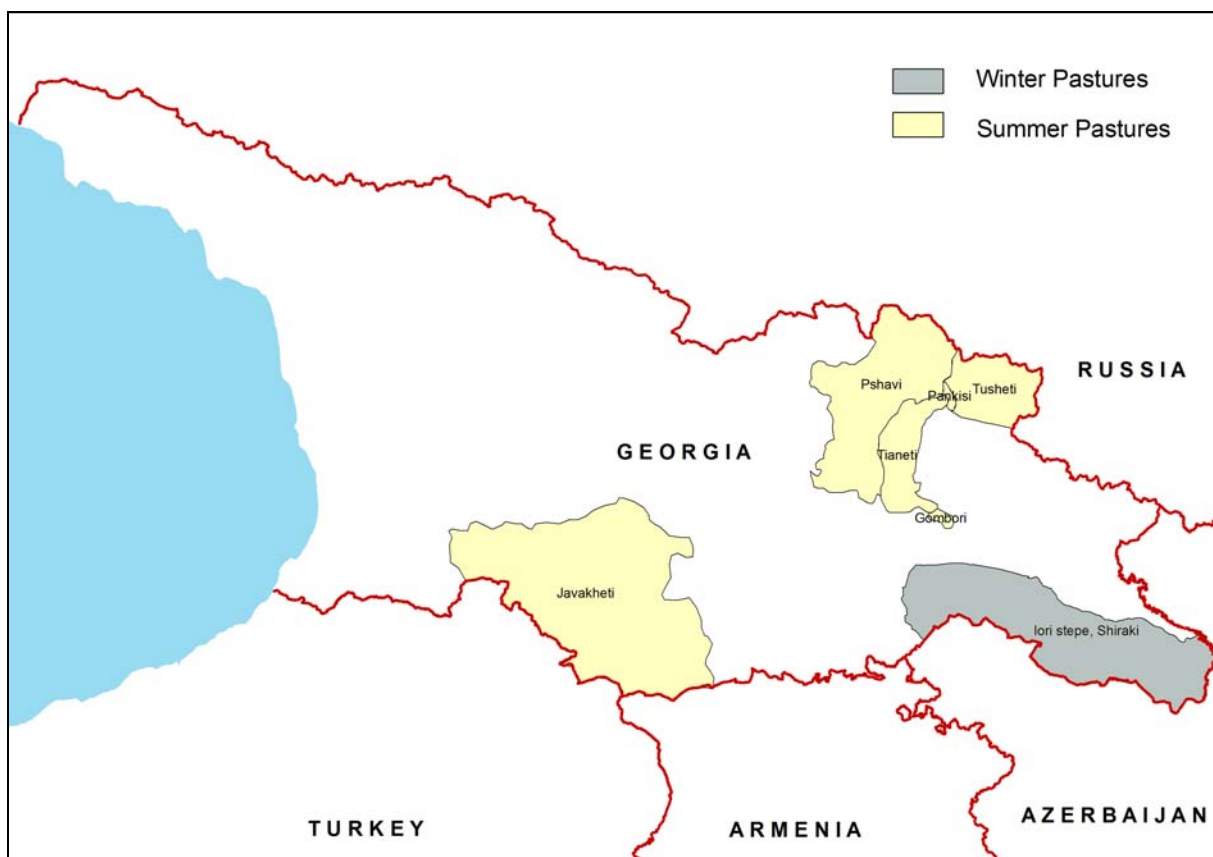 Winter Pastures
Summer Pastures
RUSSIA
Pshavi
Pankisi
Tusheti
GEORGIA
Tianeti
Gombori
Javakheti
Iori stepe, Shiraki
TURKEY
ARMENIA
AZERBAIJAN